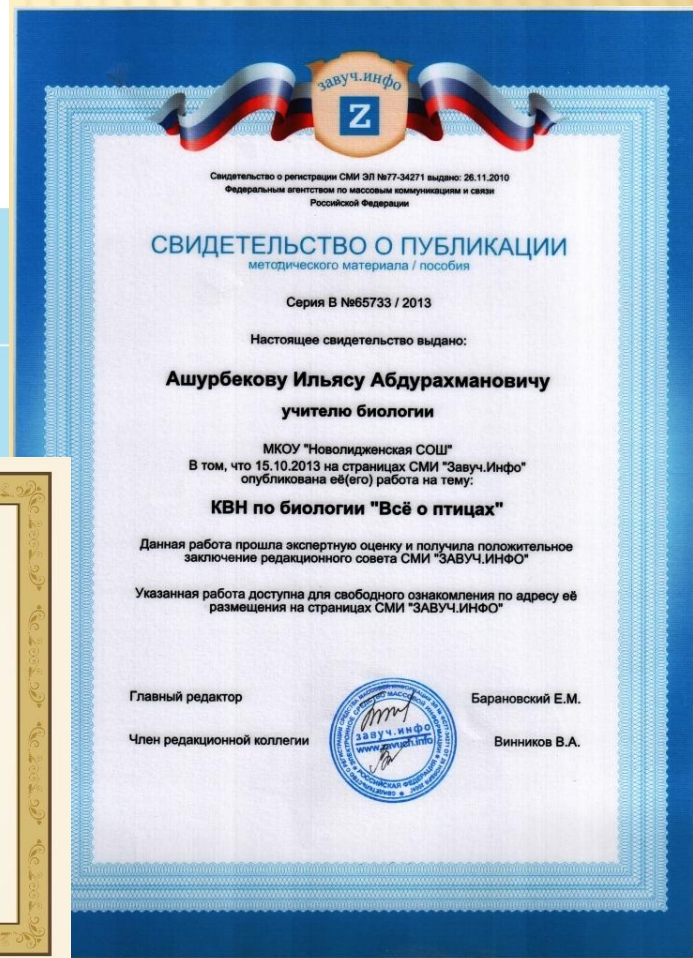 завуч.инфо
Z
Свидетельство о регистрации СМИ ЭЛ №77-34271 выдано: 26.11.2010
Федеральным агентством по массовым коммуникациям и связи
Российской Федерации
СВИДЕТЕЛЬСТВО О ПУБЛИКАЦИИ
методического материала / пособия
Серия В №65733 / 2013
Настоящее свидетельство выдано:
Ашурбекову Ильясу Абдурахмановичу
учителю биологии
МКОУ "Новолидженская СОШ"
В том, что 15.10.2013 на страницах СМИ "Завуч.Инфо"
опубликована её(его) работа на тему:
КВН по биологии "Всё о птицах"
Данная работа прошла экспертную оценку и получила положительное
заключение редакционного совета СМИ "ЗАВУЧ.ИНФО"
Указанная работа доступна для свободного ознакомления по адресу её
размещения на страницах СМИ "ЗАВУЧ.ИНФО"
Главный редактор
Барановский Е.М.
Член редакционной коллегии
Винников В.А.
завуч.инфо
www.zavuch.info
РОССИЙСКАЯ ФЕДЕРАЦИЯ